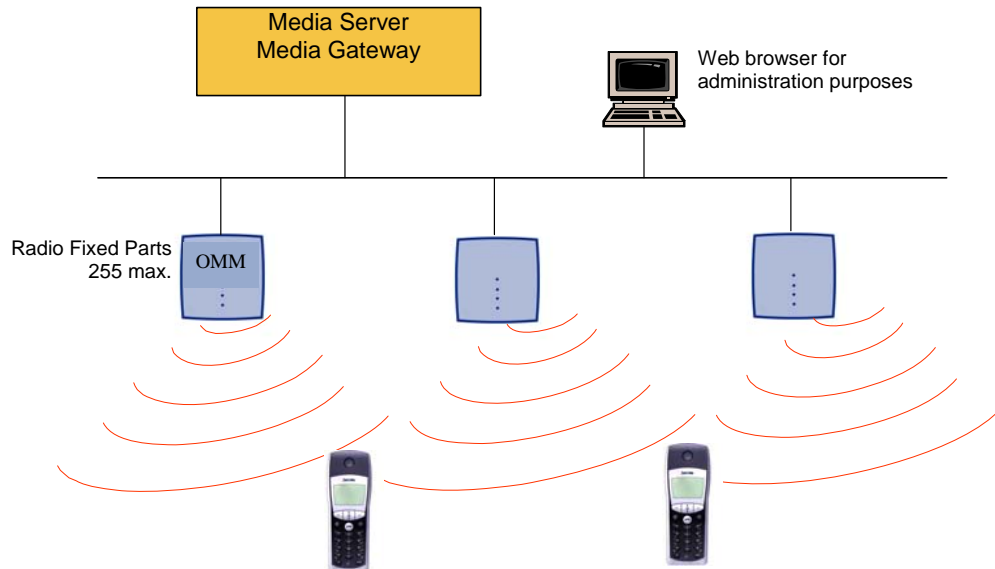 Media Server
Media Gateway
Web browser for
administration purposes
Radio Fixed Parts
255 max.
OMM